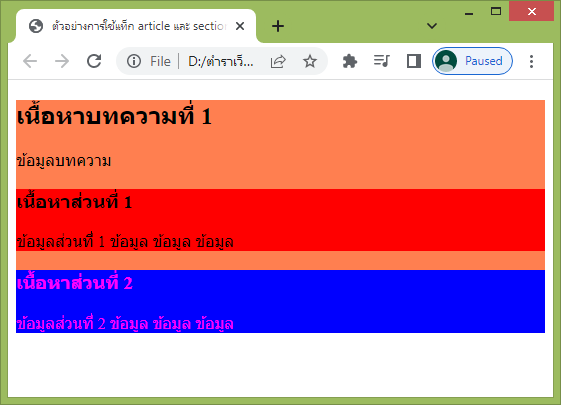 ตัวอย่างการใช้แท็ก article และ section
File
D:/ตำราเว็...
Paused
เนื้อหาบทความที่ 1
ข้อมูลบทความ
เนื้อหาส่วนที่ 1
ข้อมูลส่วนที่ 1 ข้อมูล ข้อมูล ข้อมูล
เนื้อหาส่วนที่ 2
ข้อมูลส่วนที่ 2 ข้อมูล ข้อมูล ข้อมูล